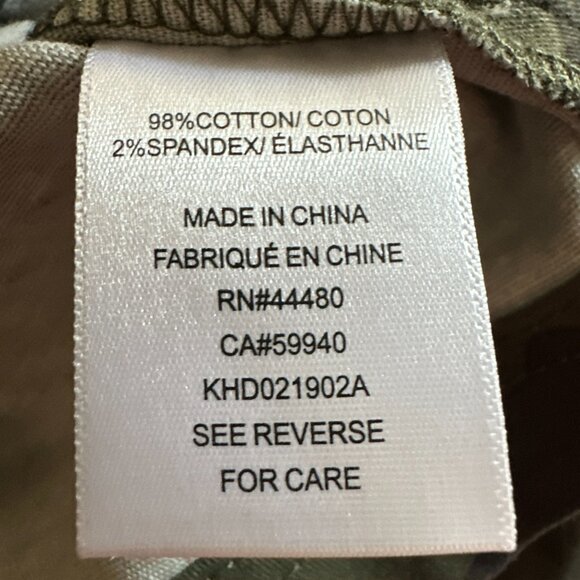 98%COTTON/ COTON
2%SPANDEX/ ÉLASTHANNE
MADE IN CHINA
FABRIQUÉ EN CHINE
RN#44480
CA#59940
KHD021902A
SEE REVERSE
FOR CARE